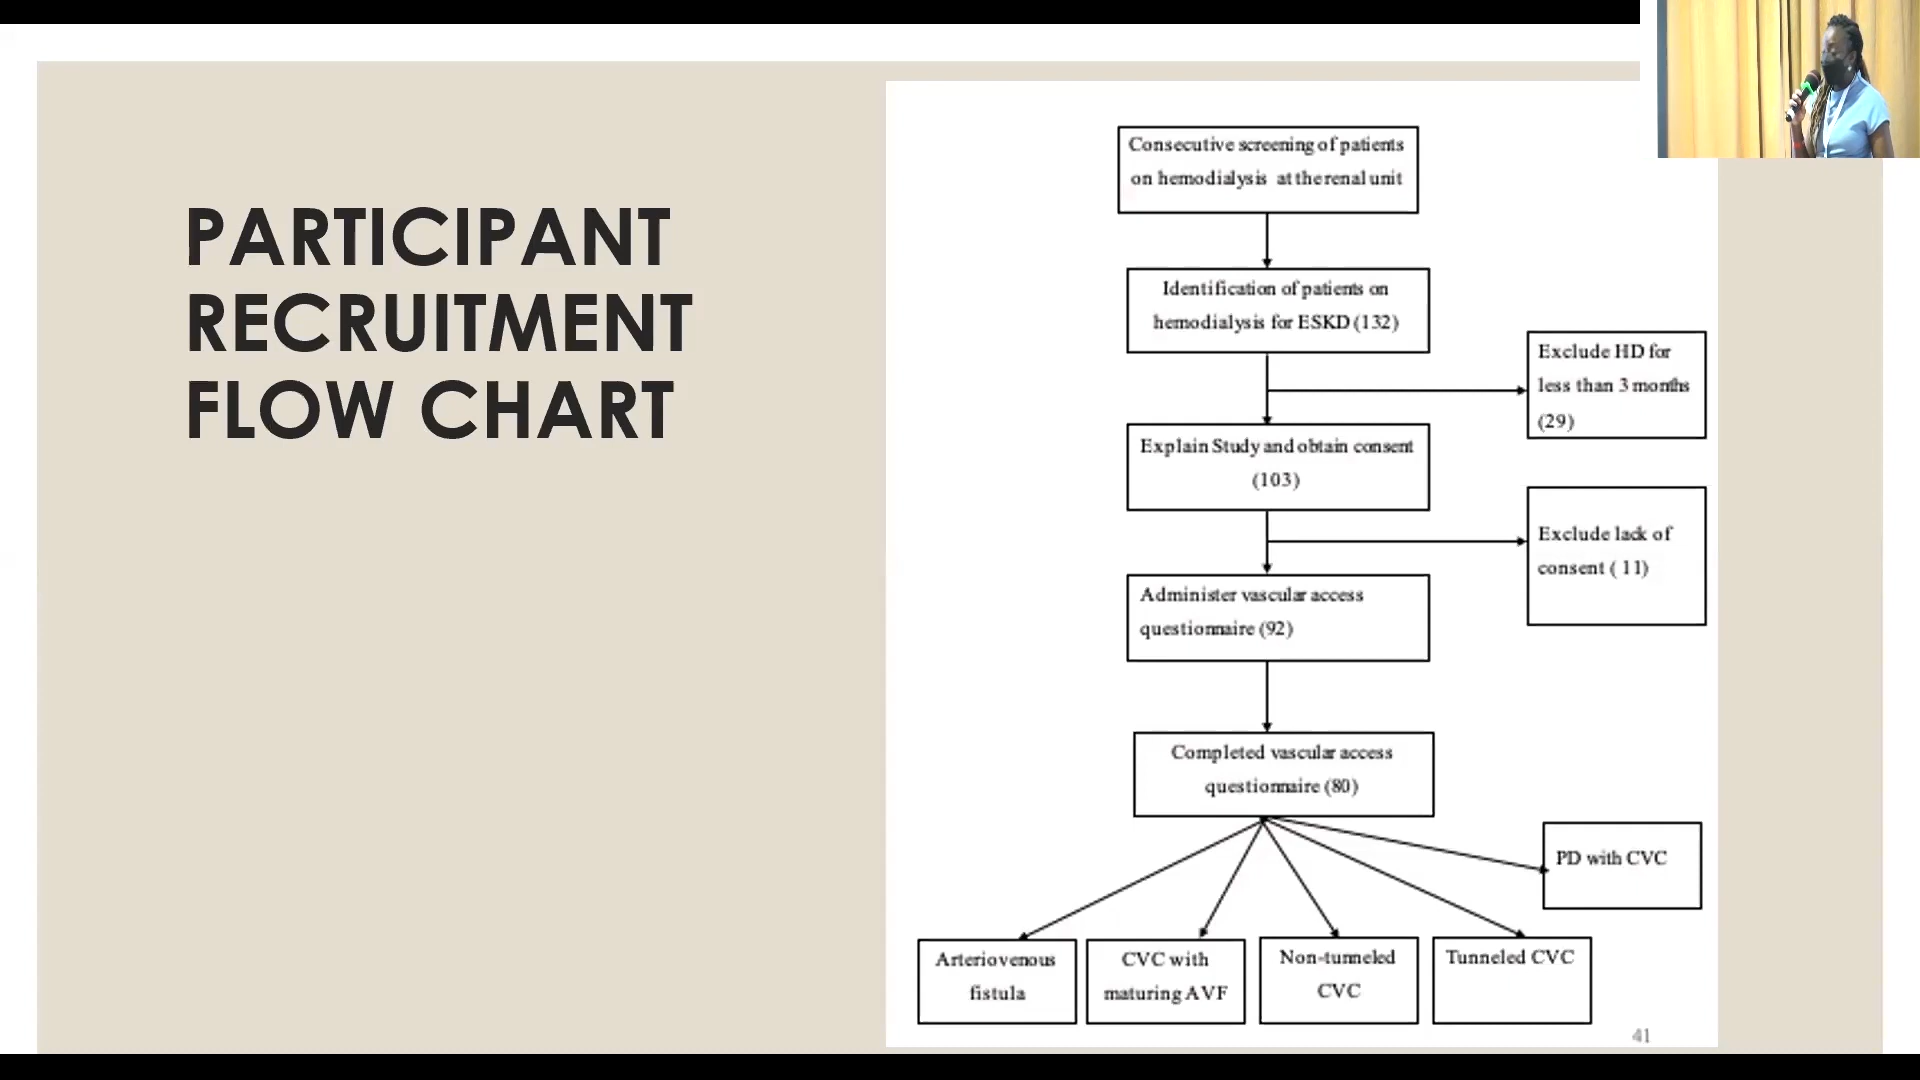 PARTICIPANT
RECRUITMENT
FLOW CHART
Consecutive screening of patients
on hemodialysis at the renal unit
Identification of patients on
hemodialysis for ESKD (132)
Exclude HD for
less than 3 months
(29)
Explain Study and obtain consent
(103)
Exclude lack of
consent ( 11)
Administer vascular access
questionnaire (92)
Completed vascular access
questionnaire (80)
PD with CVC
Arteriovenous
fistula
CVC with
maturing AVF
Non-tunneled
CVC
Tunneled CVC
41